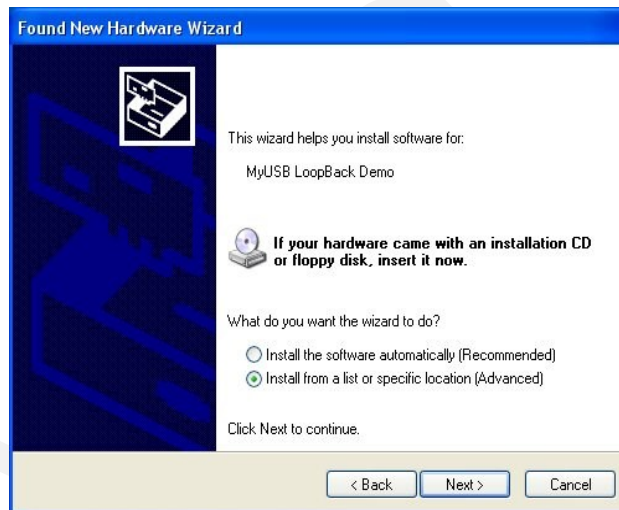 Found New Hardware Wizard
This wizard helps you install software for:
MyUSB LoopBack Demo
If your hardware came with an installation CD
or floppy disk, insert it now.
What do you want the wizard to do?
Install the software automatically (Recommended)
Install from a list or specific location (Advanced)
Click Next to continue.
< Back Next > Cancel